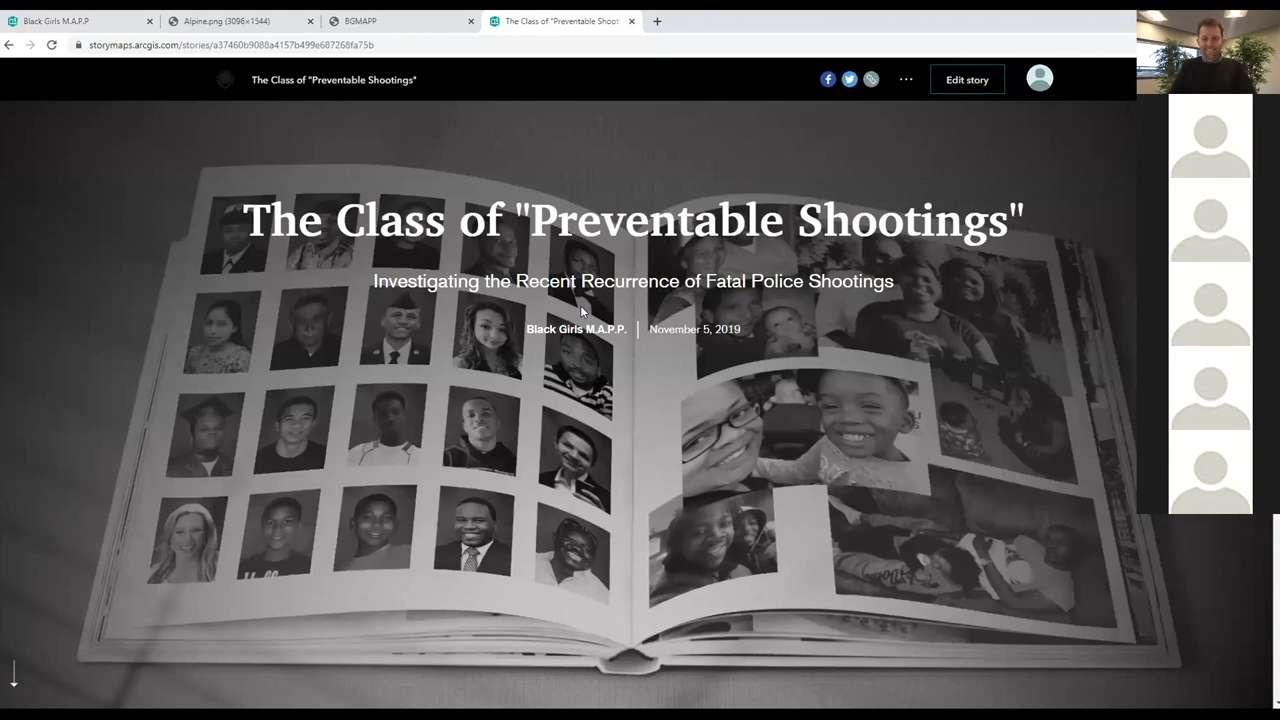 Black Girls M.A.P.P
Alpine.png (3096×1544)
BGMAPP
The Class of "Preventable Shoot
storymaps.arcgis.com/stories/a37460b9088a4157b499e687268fa75b
The Class of "Preventable Shootings"
Edit story
The Class of "Preventable Shootings"
Investigating the Recent Recurrence of Fatal Police Shootings
Black Girls M.A.P.P.
November 5, 2019